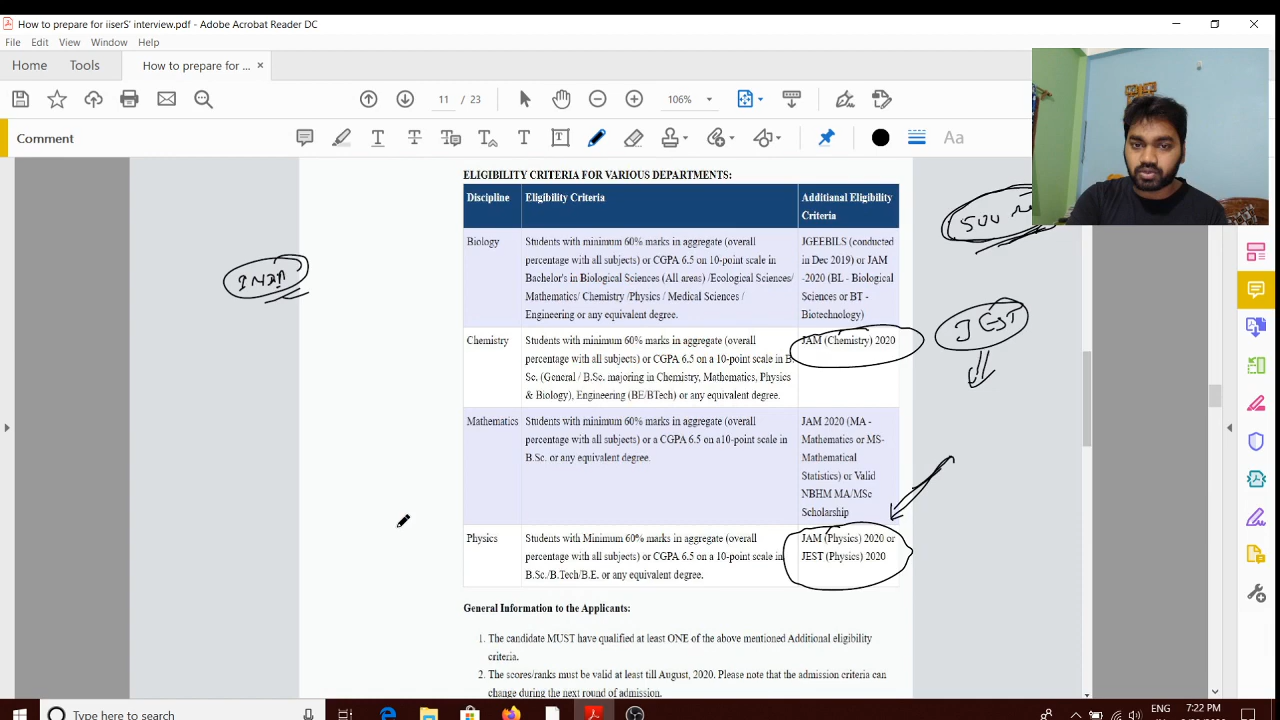 How to prepare for iiserS' interview.pdf - Adobe Acrobat Reader DC
File Edit View Window Help
Home Tools How to prepare for ... ×
11 / 23 106%
Comment
Aa
ELIGIBILITY CRITERIA FOR VARIOUS DEPARTMENTS:
Discipline Eligibility Criteria Additianal Eligibility
Criteria
Biology Students with minimum 60% marks in aggregate (overall JGEEBILS (conducted
percentage with all subjects) or CGPA 6.5 on 10-point scale in in Dec 2019) or JAM
Bachelor's in Biological Sciences (All areas) /Ecological Sciences/ -2020 (BL - Biological
Mathematics/ Chemistry /Physics / Medical Sciences / Sciences or BT -
Engineering or any equivalent degree. Biotechnology)
500
JEST
Chemistry Students with minimum 60% marks in aggregate (overall JAM (Chemistry) 2020
percentage with all subjects) or CGPA 6.5 on a 10-point scale in B.
Sc. (General / B.Sc. majoring in Chemistry, Mathematics, Physics
& Biology), Engineering (BE/BTech) or any equivalent degree.
Mathematics Students with minimum 60% marks in aggregate (overall JAM 2020 (MA -
percentage with all subjects) or a CGPA 6.5 on a10-point scale in Mathematics or MS-
B.Sc. or any equivalent degree. Mathematical
Statistics) or Valid
NBHM MA/MSc
Scholarship
Physics Students with Minimum 60% marks in aggregate (overall JAM (Physics) 2020 or
percentage with all subjects) or CGPA 6.5 on a 10-point scale in JEST (Physics) 2020
B.Sc./B.Tech/B.E. or any equivalent degree.
General Information to the Applicants:
1. The candidate MUST have qualified at least ONE of the above mentioned Additional eligibility
criteria.
2. The scores/ranks must be valid at least till August, 2020. Please note that the admission criteria can
change during the next round of admission.
Type here to search
ENG 7:22 PM